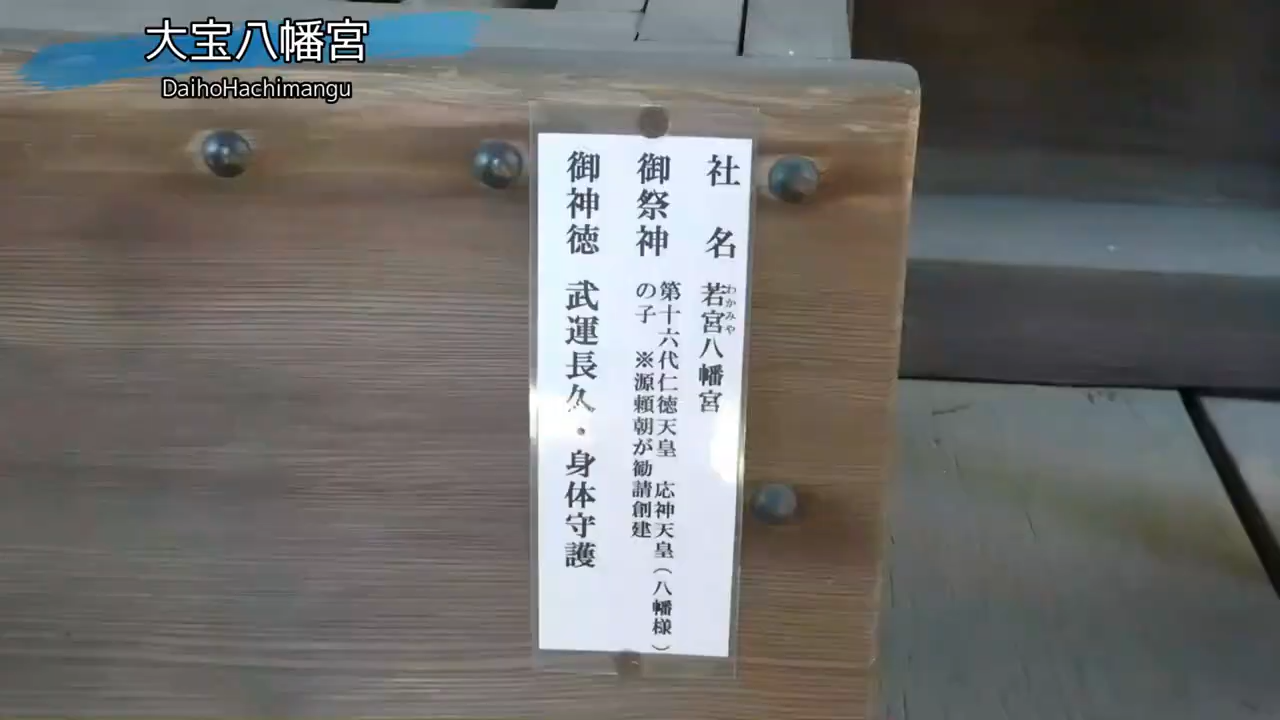 大宝八幡宮
DaihoHachimangu
社名 若宮八幡宮
わかみや
御祭神 第十六代仁徳天皇 応神天皇(八幡様)
の子 ※源頼朝が勧請創建
御神徳 武運長久・身体守護